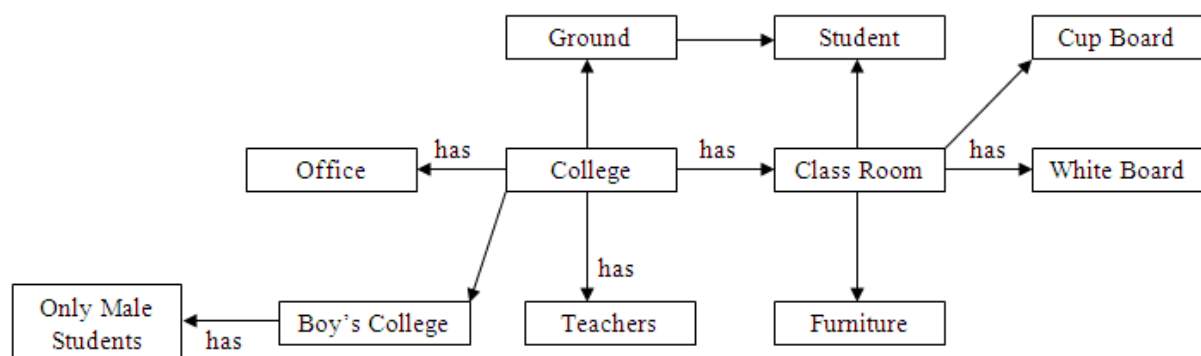 Ground
Student
Cup Board
has
has
has
Office
College
Class Room
White Board
has
Only Male
Students
has
Boy's College
Teachers
Furniture